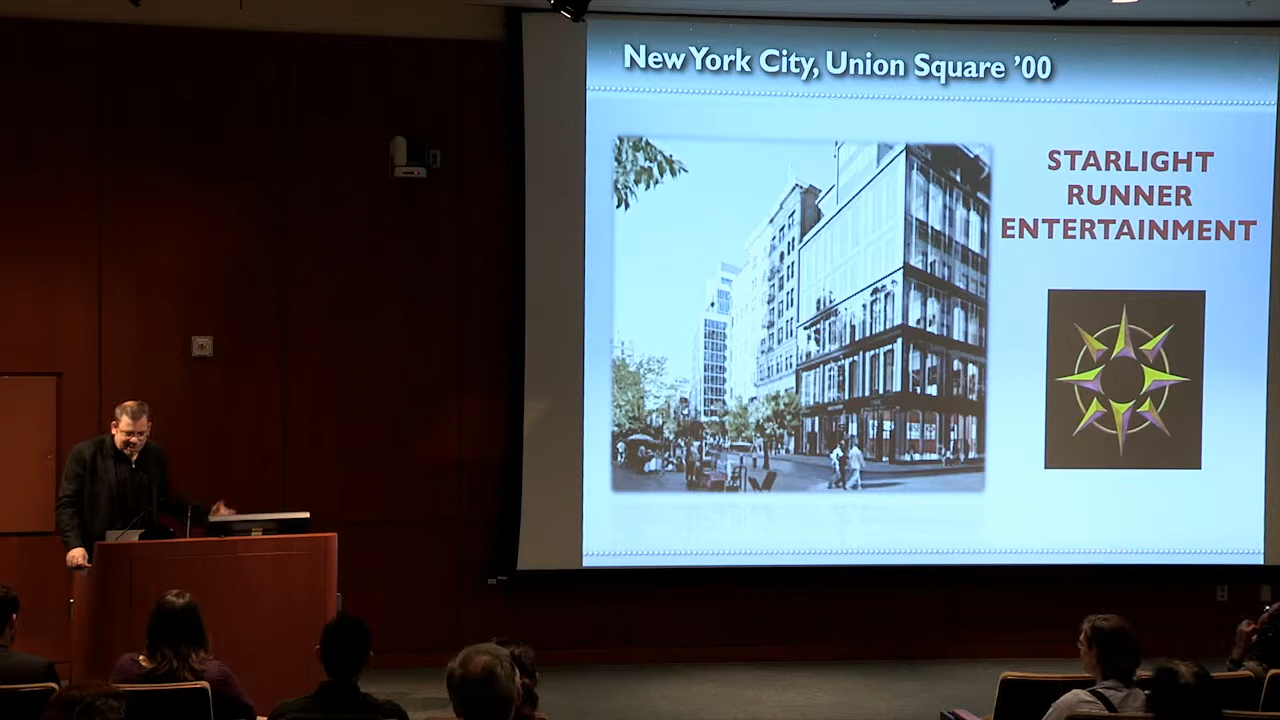 New York City, Union Square ’00
STARLIGHT
RUNNER
ENTERTAINMENT